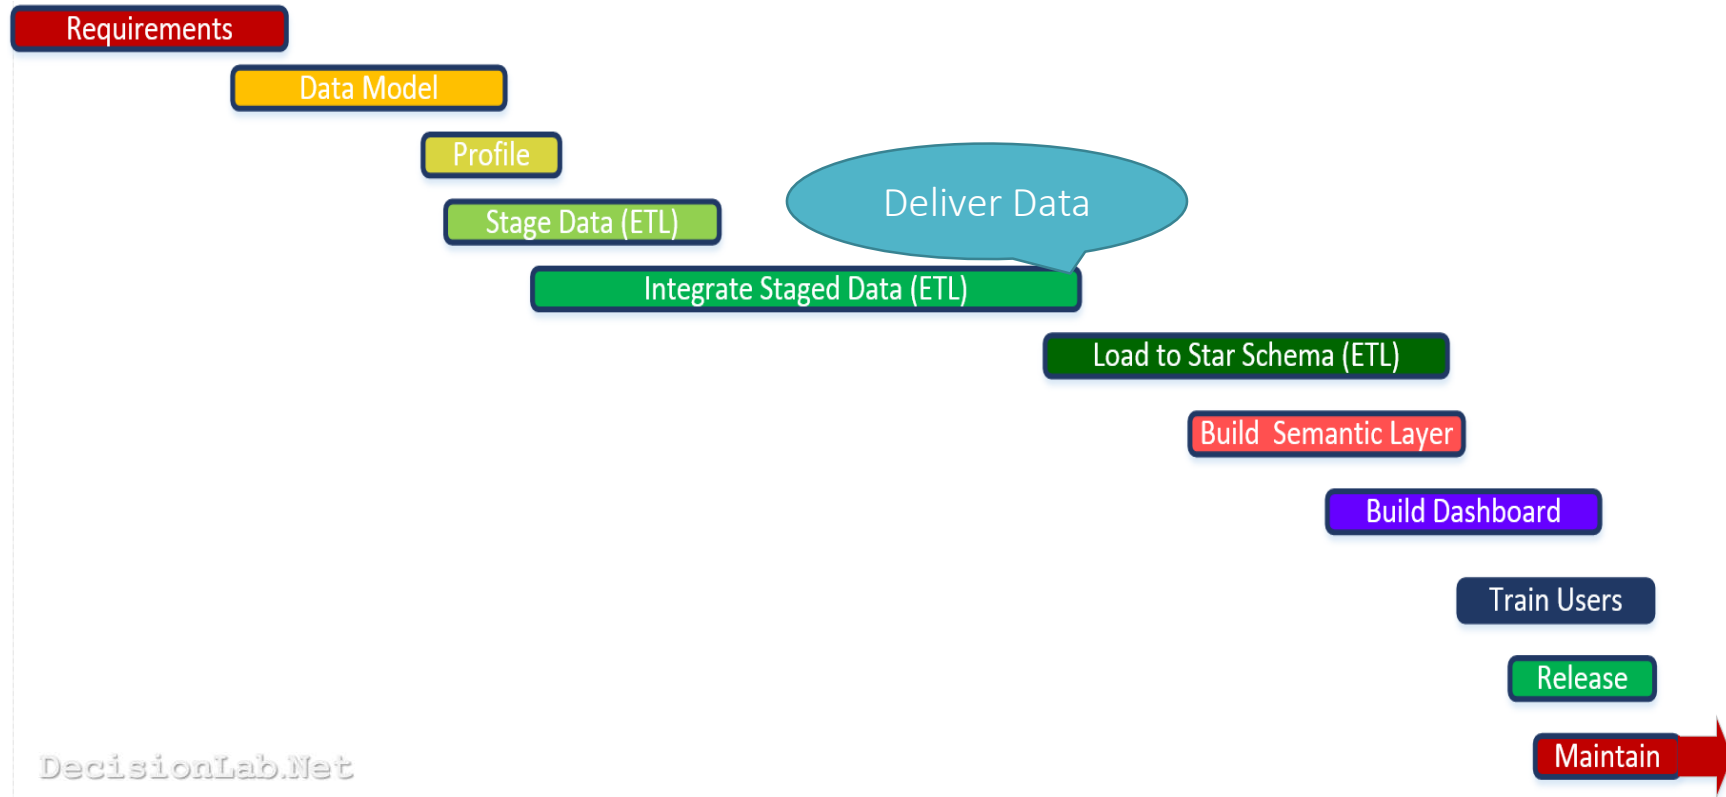 Requirements
Data Model
Profile
Deliver Data
Stage Data (ETL)
Integrate Staged Data (ETL)
Load to Star Schema (ETL)
Build  Semantic Layer
Build Dashboard
Train Users
Release
Maintain
DecisionLab.Net